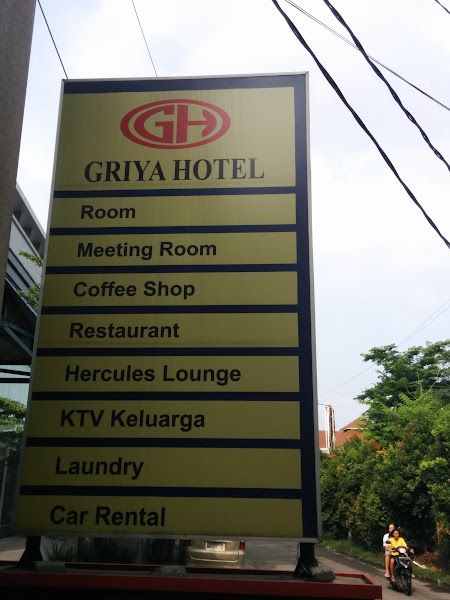 GH
GRIYA HOTEL
Room
Meeting Room
Coffee Shop
Restaurant
Hercules Lounge
KTV Keluarga
Laundry
Car Rental